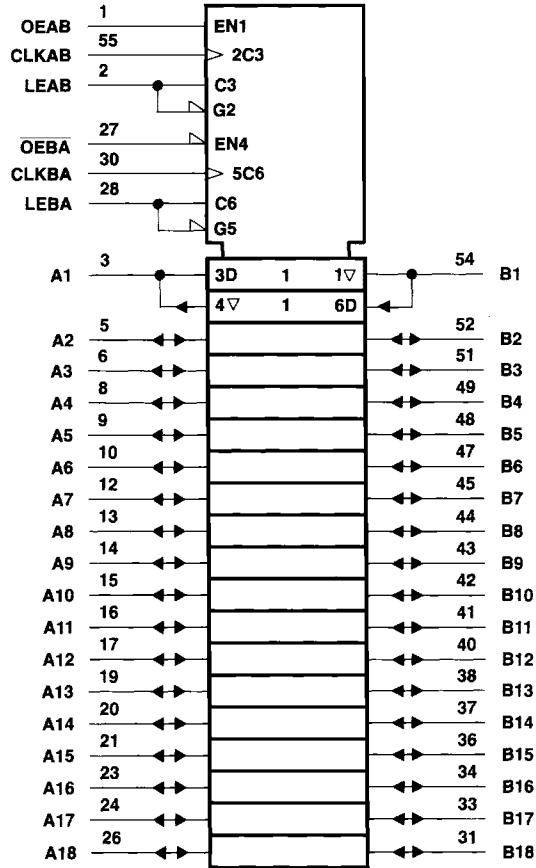 1
OEAB EN1
55
CLKAB 2C3
2
LEAB C3
G2
27
OEBA EN4
30
CLKBA 5C6
28
LEBA C6
G5
3 54
A1 3D 1 1▽ B1
4▽ 1 6D
5 52
A2 B2
6 51
A3 B3
8 49
A4 B4
9 48
A5 B5
10 47
A6 B6
12 45
A7 B7
13 44
A8 B8
14 43
A9 B9
15 42
A10 B10
16 41
A11 B11
17 40
A12 B12
19 38
A13 B13
20 37
A14 B14
21 36
A15 B15
23 34
A16 B16
24 33
A17 B17
26 31
A18 B18